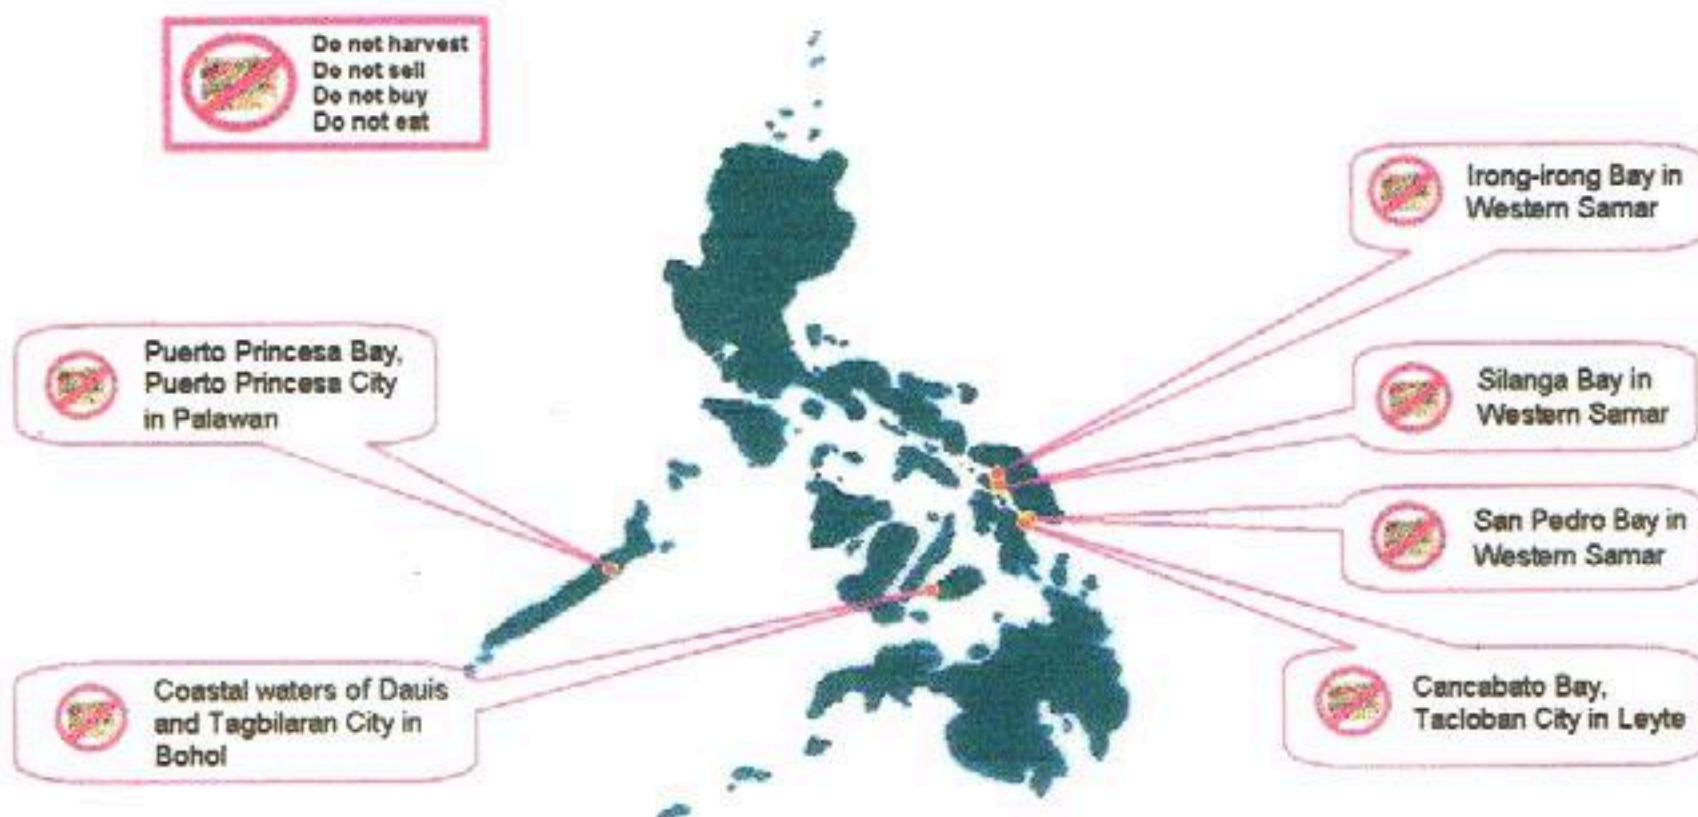 Do not harvest
Do not sell
Do not buy
Do not eat
Irong-irong Bay in
Western Samar
Puerto Princesa Bay,
Puerto Princesa City
in Palawan
Silanga Bay in
Western Samar
San Pedro Bay in
Western Samar
Coastal waters of Dauis
and Tagbilaran City in
Bohol
Cancabato Bay,
Tacloban City in Leyte